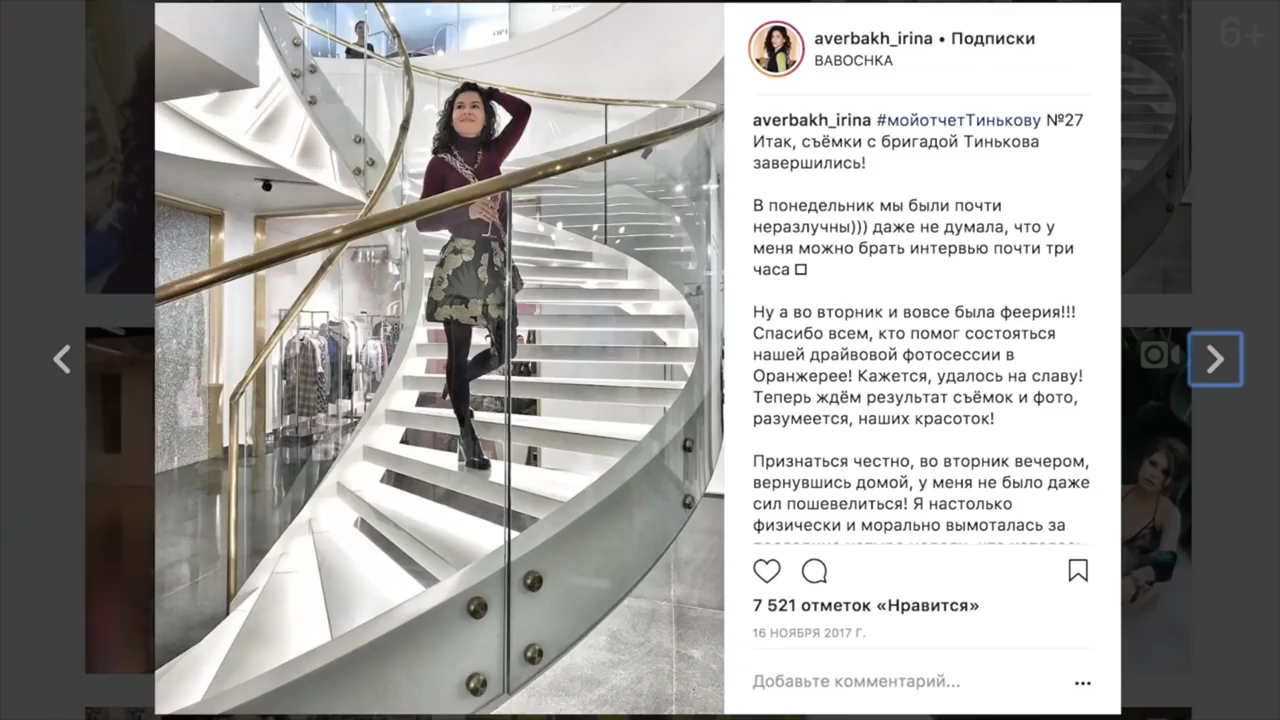 6+
averbakh_irina • Подписки
BABOCHKA
averbakh_irina #мойотчетТинькову №27
Итак, съёмки с бригадой Тинькова
завершились!
В понедельник мы были почти
неразлучны))) даже не думала, что у
меня можно брать интервью почти три
часа
Ну а во вторник и вовсе была феерия!!!
Спасибо всем, кто помог состояться
нашей драйвовой фотосессии в
Оранжерее! Кажется, удалось на славу!
Теперь ждём результат съёмок и фото,
разумеется, наших красоток!
Признаться честно, во вторник вечером,
вернувшись домой, у меня не было даже
сил пошевелиться! Я настолько
физически и морально вымоталась за
7 521 отметок «Нравится»
16 НОЯБРЯ 2017 Г.
Добавьте комментарий...